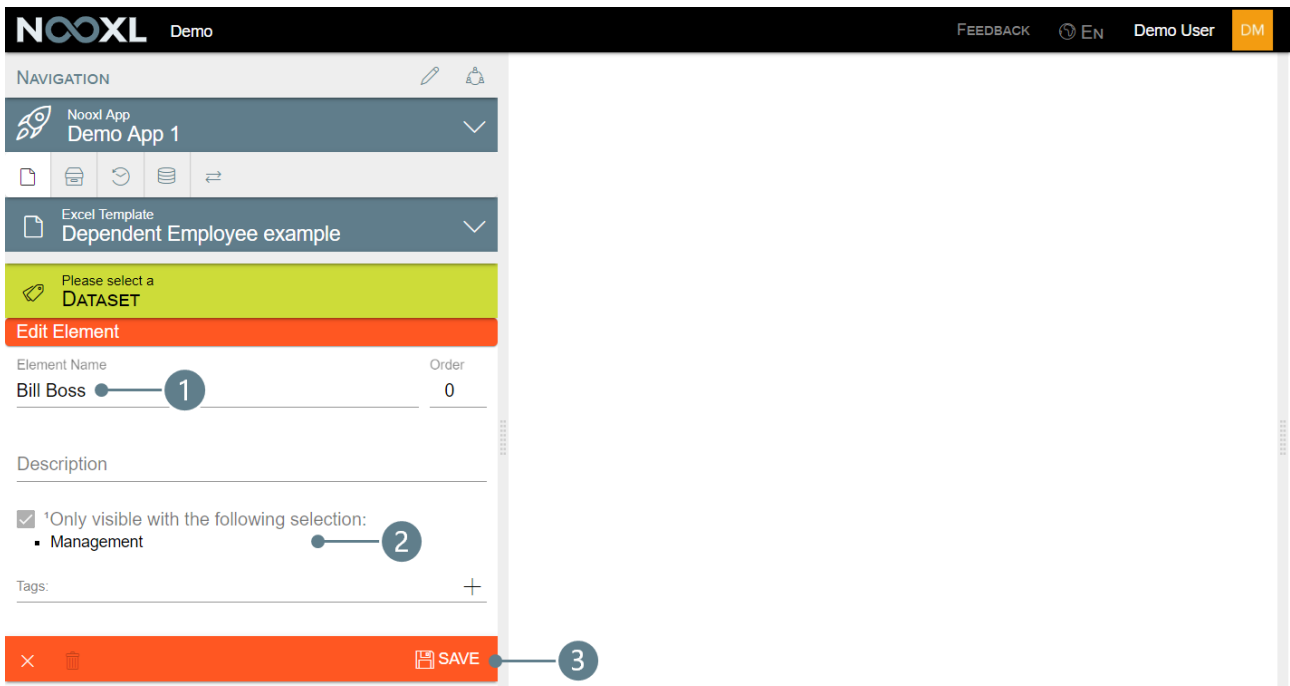 NOOXL Demo FEEDBACK EN Demo User DM
NAVIGATION
Nooxl App
Demo App 1
Excel Template
Dependent Employee example
Please select a
DATASET
Edit Element
Element Name Order
Bill Boss 1 0
Description
¹Only visible with the following selection:
▪ Management 2
Tags:
SAVE 3